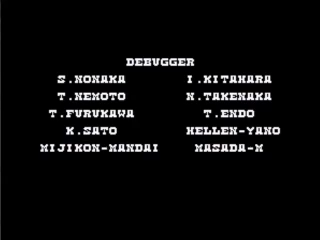 DEBUGGER
S.NONAKA I.KITAHARA
T.NEMOTO N.TAKENAKA
T.FURUKAWA T.ENDO
K.SATO HELLEN-YANO
MIJIKON-MANDAI MASADA-M